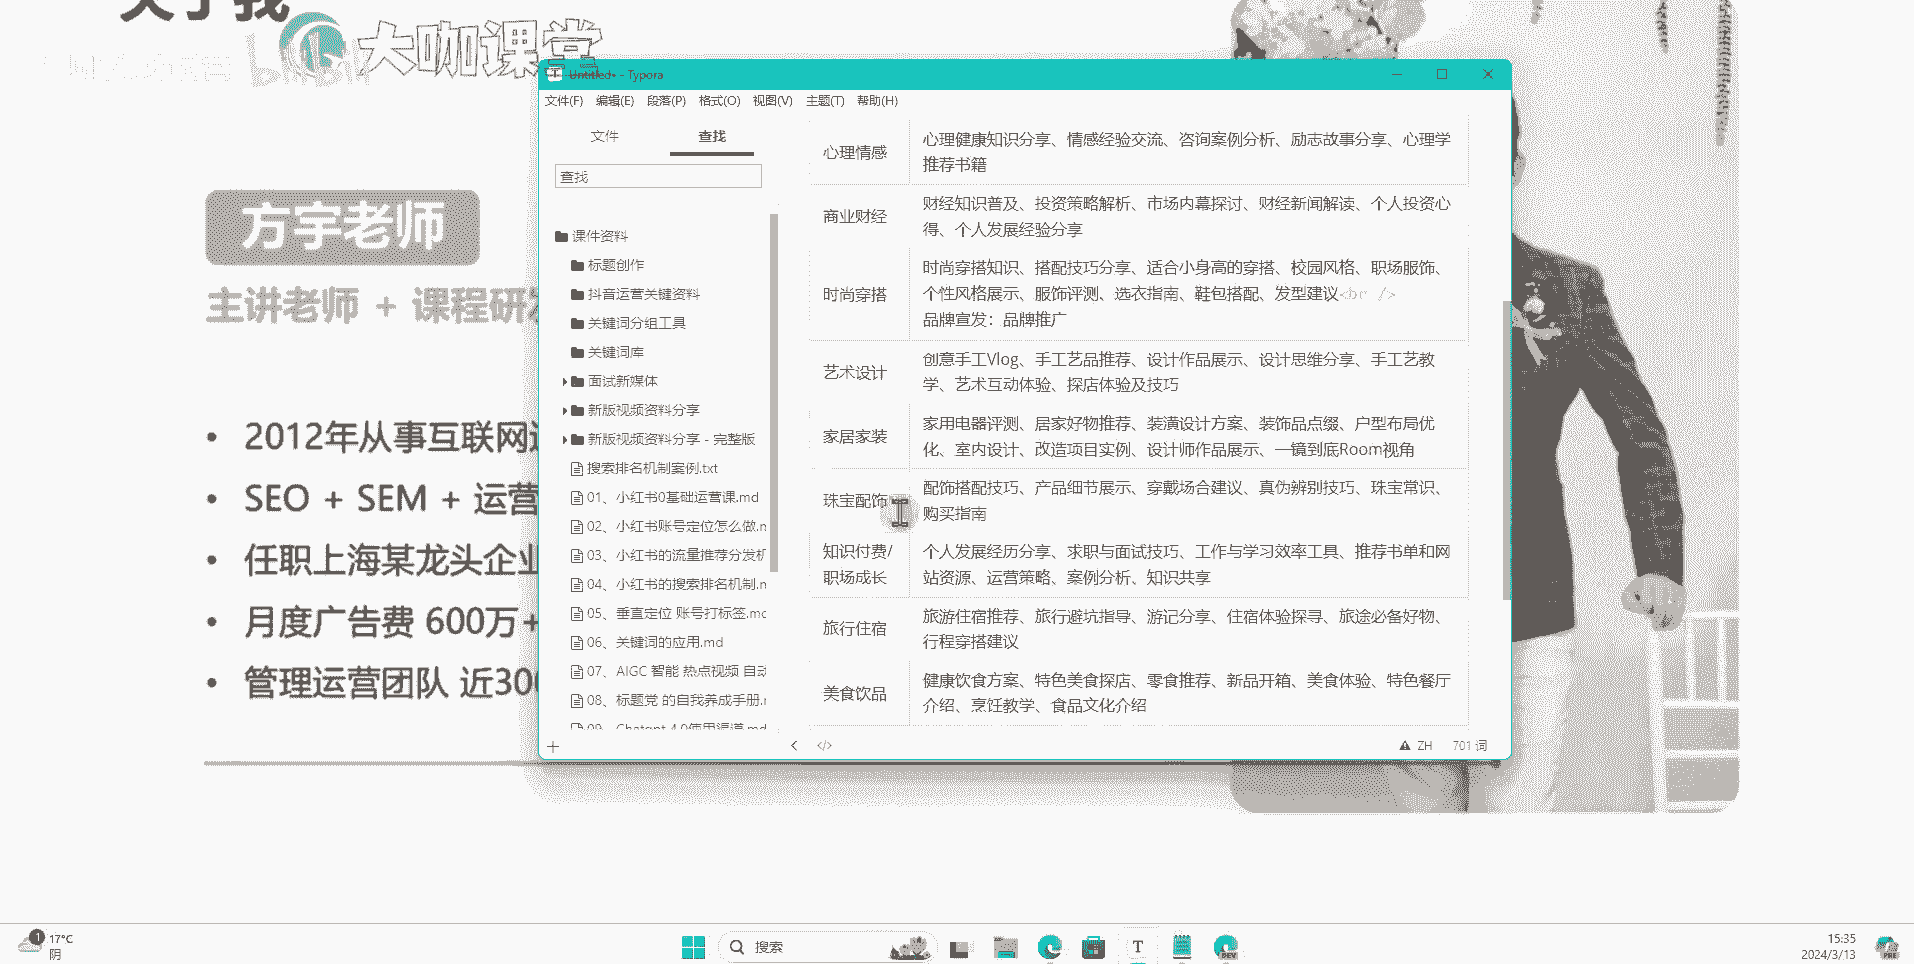 关于我
大咖课堂
bilibili
Untitled• - Typora
文件(F) 编辑(E) 段落(P) 格式(O) 视图(V) 主题(T) 帮助(H)
文件 查找
查找
课件资料
标题创作
抖音运营关键资料
关键词分组工具
关键词库
面试新媒体
新版视频资料分享
新版视频资料分享 - 完整版
搜索排名机制案例.txt
01、小红书0基础运营课.md
02、小红书账号定位怎么做.m
03、小红书的流量推荐分发机
04、小红书的搜索排名机制.m
05、垂直定位 账号打标签.mc
06、关键词的应用.md
07、AIGC 智能 热点视频 自动
08、标题党 的自我养成手册.r
09、Chatgpt 4.0使用渠道.md
心理情感
心理健康知识分享、情感经验交流、咨询案例分析、励志故事分享、心理学
推荐书籍
商业财经
财经知识普及、投资策略解析、市场内幕探讨、财经新闻解读、个人投资心
得、个人发展经验分享
时尚穿搭
时尚穿搭知识、搭配技巧分享、适合小身高的穿搭、校园风格、职场服饰、
个性风格展示、服饰评测、选衣指南、鞋包搭配、发型建议<br />
品牌宣发：品牌推广
艺术设计
创意手工Vlog、手工艺品推荐、设计作品展示、设计思维分享、手工艺教
学、艺术互动体验、探店体验及技巧
家居家装
家用电器评测、居家好物推荐、装潢设计方案、装饰品点缀、户型布局优
化、室内设计、改造项目实例、设计师作品展示、一镜到底Room视角
珠宝配饰
配饰搭配技巧、产品细节展示、穿戴场合建议、真伪辨别技巧、珠宝常识、
购买指南
知识付费/
职场成长
个人发展经历分享、求职与面试技巧、工作与学习效率工具、推荐书单和网
站资源、运营策略、案例分析、知识共享
旅行住宿
旅游住宿推荐、旅行避坑指导、游记分享、住宿体验探寻、旅途必备好物、
行程穿搭建议
美食饮品
健康饮食方案、特色美食探店、零食推荐、新品开箱、美食体验、特色餐厅
介绍、烹饪教学、食品文化介绍
</> ZH 701 词
方宇老师
主讲老师 + 课程研发
• 2012年从事互联网运
• SEO + SEM + 运营
• 任职上海某龙头企业
• 月度广告费 600万+
• 管理运营团队 近300
1 17°C
阴
搜索
T
DEV
15:35
2024/3/13
PRE